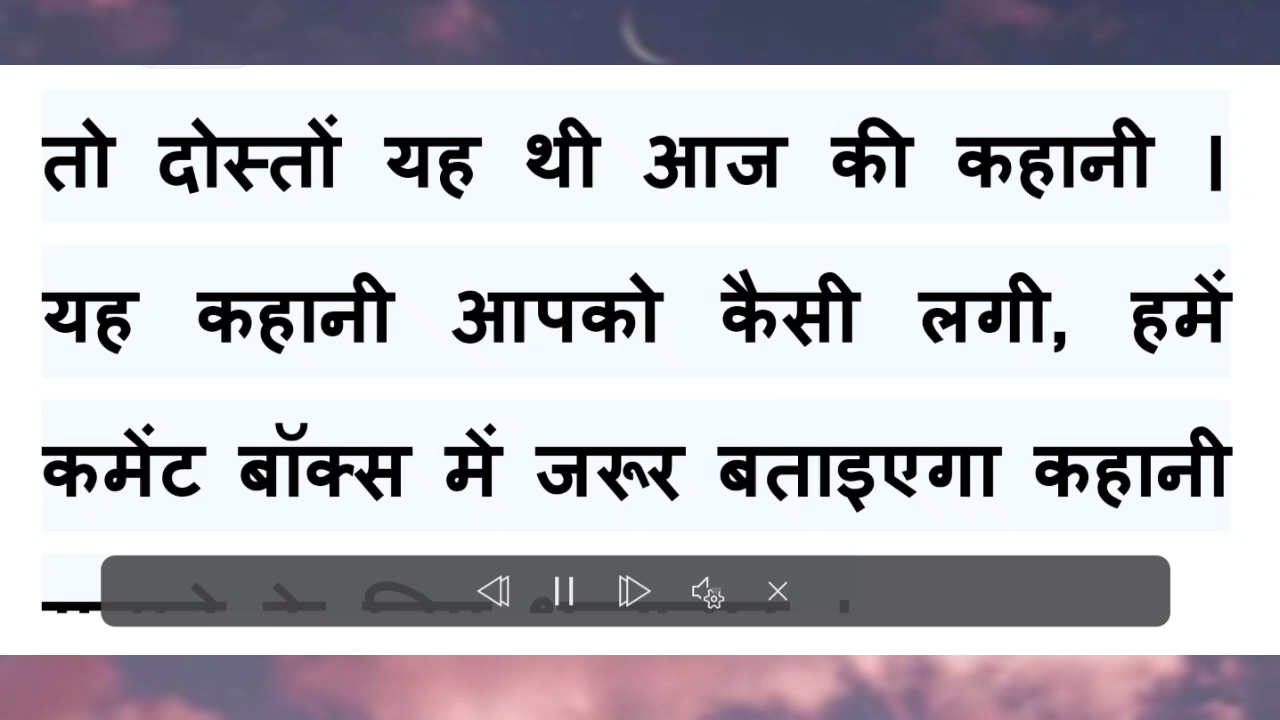 तो दोस्तों यह थी आज की कहानी ।
यह कहानी आपको कैसी लगी, हमें
कमेंट बॉक्स में जरूर बताइएगा कहानी